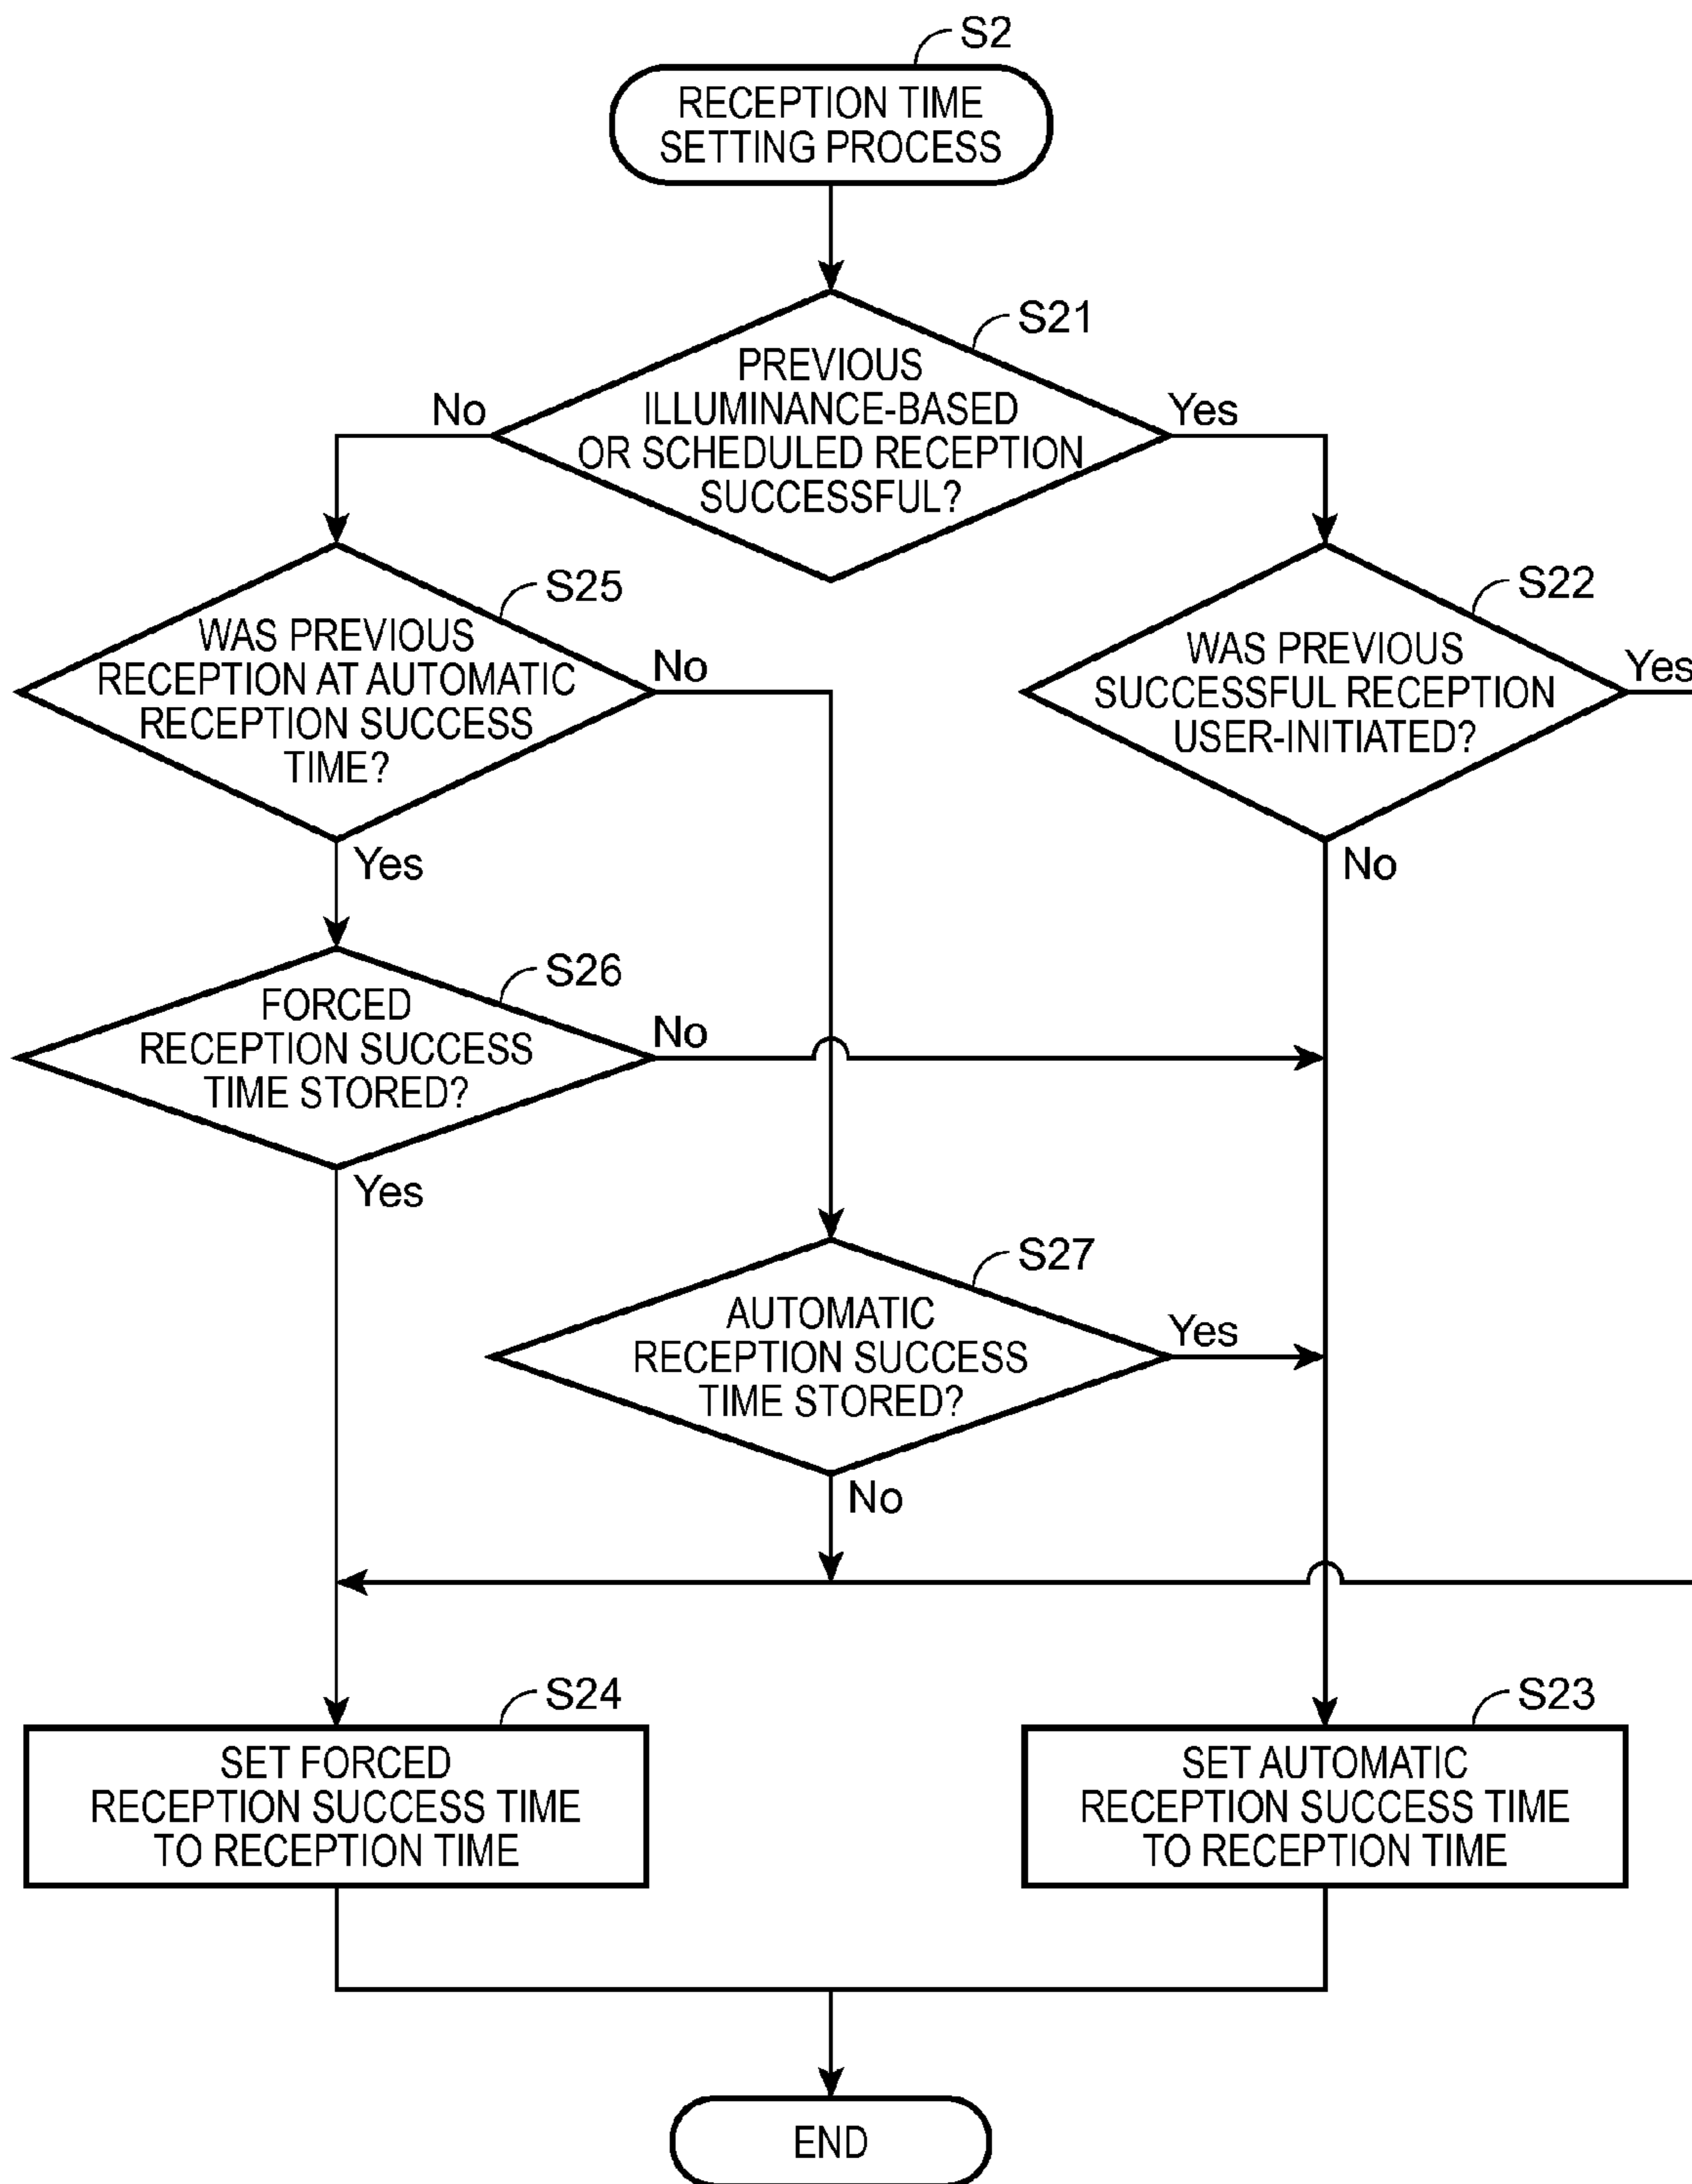 S2
RECEPTION TIME
SETTING PROCESS
S21
PREVIOUS
ILLUMINANCE-BASED
OR SCHEDULED RECEPTION
SUCCESSFUL?
No
Yes
S25
WAS PREVIOUS
RECEPTION AT AUTOMATIC
RECEPTION SUCCESS
TIME?
No
Yes
S22
WAS PREVIOUS
SUCCESSFUL RECEPTION
USER-INITIATED?
Yes
No
S26
FORCED
RECEPTION SUCCESS
TIME STORED?
No
Yes
S27
AUTOMATIC
RECEPTION SUCCESS
TIME STORED?
Yes
No
S24
SET FORCED
RECEPTION SUCCESS TIME
TO RECEPTION TIME
S23
SET AUTOMATIC
RECEPTION SUCCESS TIME
TO RECEPTION TIME
END